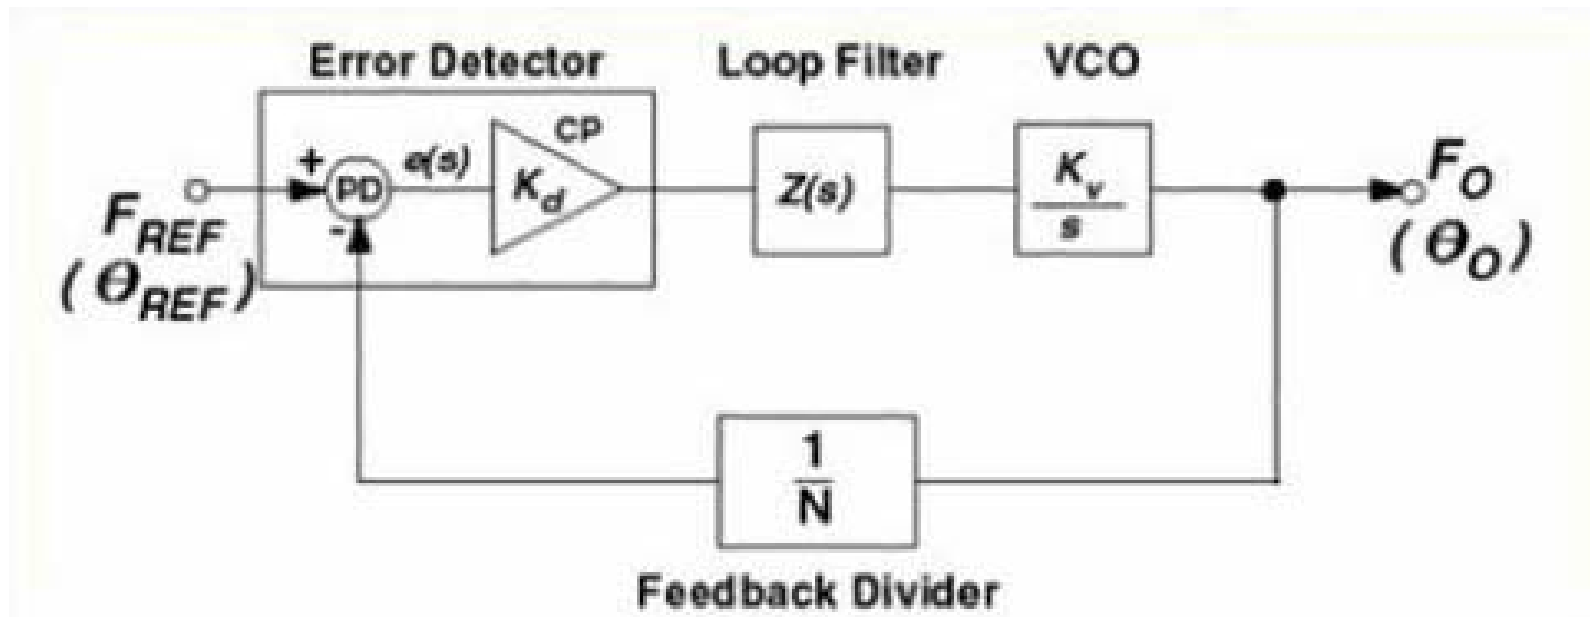 Error Detector
Loop Filter
VCO
CP
+
PD
e(s)
K_d
Z(s)
K_v
s
F_O
(θ_O)
F_REF
(θ_REF)
-
1
N
Feedback Divider